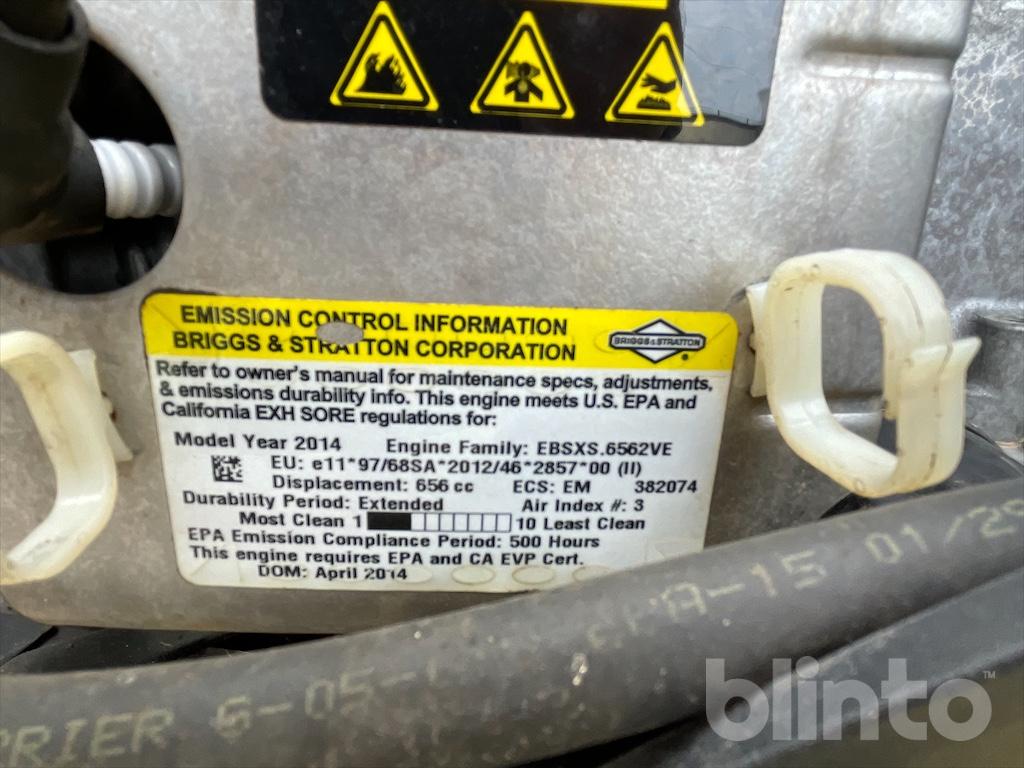 EMISSION CONTROL INFORMATION
BRIGGS & STRATTON CORPORATION
BRIGGS&STRATTON
®
Refer to owner's manual for maintenance specs, adjustments,
& emissions durability info. This engine meets U.S. EPA and
California EXH SORE regulations for:
Model Year 2014 Engine Family: EBSXS.6562VE
EU: e11*97/68SA*2012/46*2857*00 (II)
Displacement: 656 cc ECS: EM 382074
Durability Period: Extended Air Index #: 3
Most Clean 1 10 Least Clean
EPA Emission Compliance Period: 500 Hours
This engine requires EPA and CA EVP Cert.
DOM: April 2014
A-15 01/29
RRIER 6-05-
blinto™